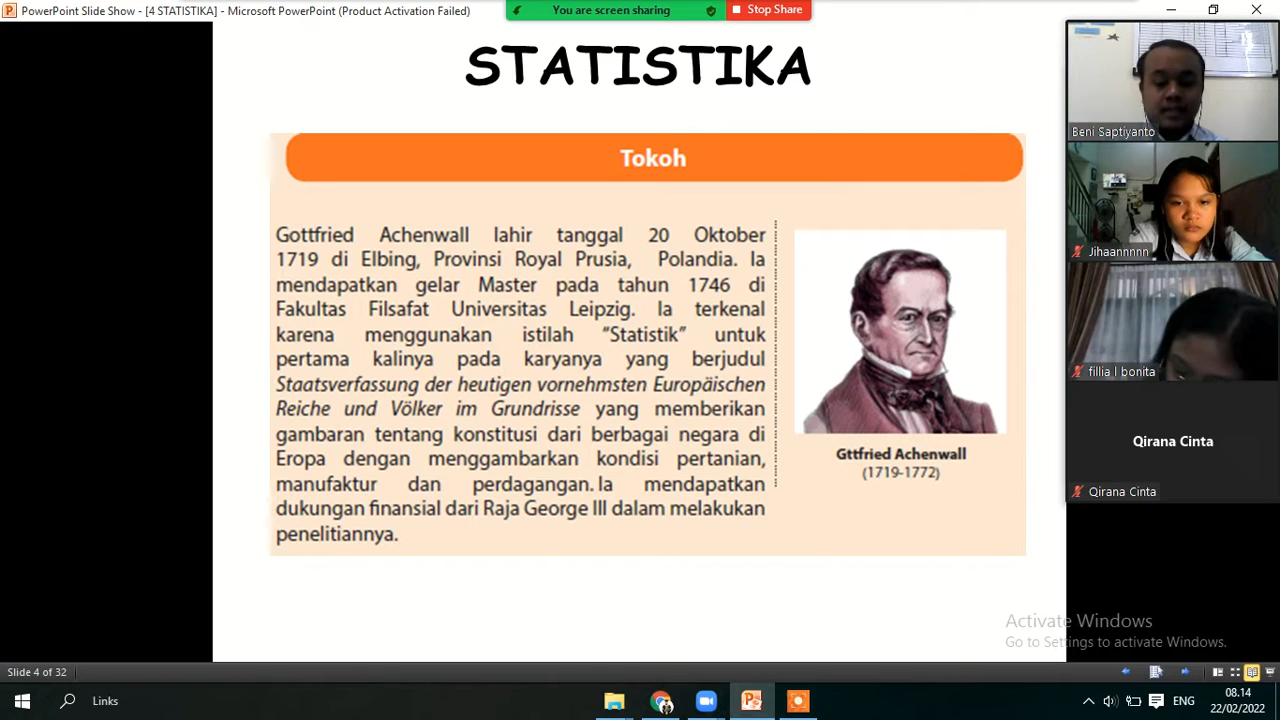 PowerPoint Slide Show - [4 STATISTIKA] - Microsoft PowerPoint (Product Activation Failed)
You are screen sharing
Stop Share
STATISTIKA
Tokoh
Gottfried Achenwall lahir tanggal 20 Oktober
1719 di Elbing, Provinsi Royal Prusia, Polandia. Ia
mendapatkan gelar Master pada tahun 1746 di
Fakultas Filsafat Universitas Leipzig. Ia terkenal
karena menggunakan istilah “Statistik” untuk
pertama kalinya pada karyanya yang berjudul
Staatsverfassung der heutigen vornehmsten Europäischen
Reiche und Völker im Grundrisse yang memberikan
gambaran tentang konstitusi dari berbagai negara di
Eropa dengan menggambarkan kondisi pertanian,
manufaktur dan perdagangan. Ia mendapatkan
dukungan finansial dari Raja George III dalam melakukan
penelitiannya.
Gttfried Achenwall
(1719-1772)
Beni Saptiyanto
Jihaannnnn
fillia l bonita
Qirana Cinta
Qirana Cinta
Activate Windows
Go to Settings to activate Windows.
Slide 4 of 32
Links
ENG
08.14
22/02/2022